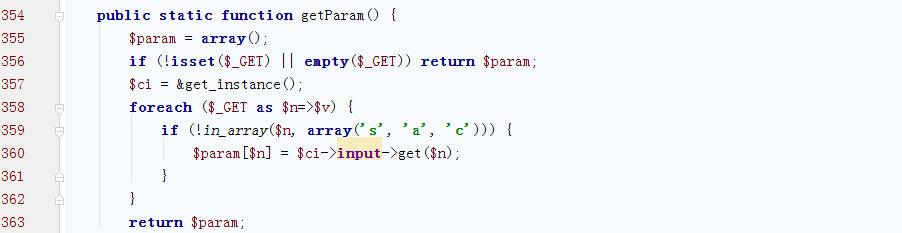 354 public static function getParam() {
355 $param = array();
356 if (!isset($_GET) || empty($_GET)) return $param;
357 $ci = &get_instance();
358 foreach ($_GET as $n=>$v) {
359 if (!in_array($n, array('s', 'a', 'c'))) {
360 $param[$n] = $ci->input->get($n);
361 }
362 }
363 return $param;